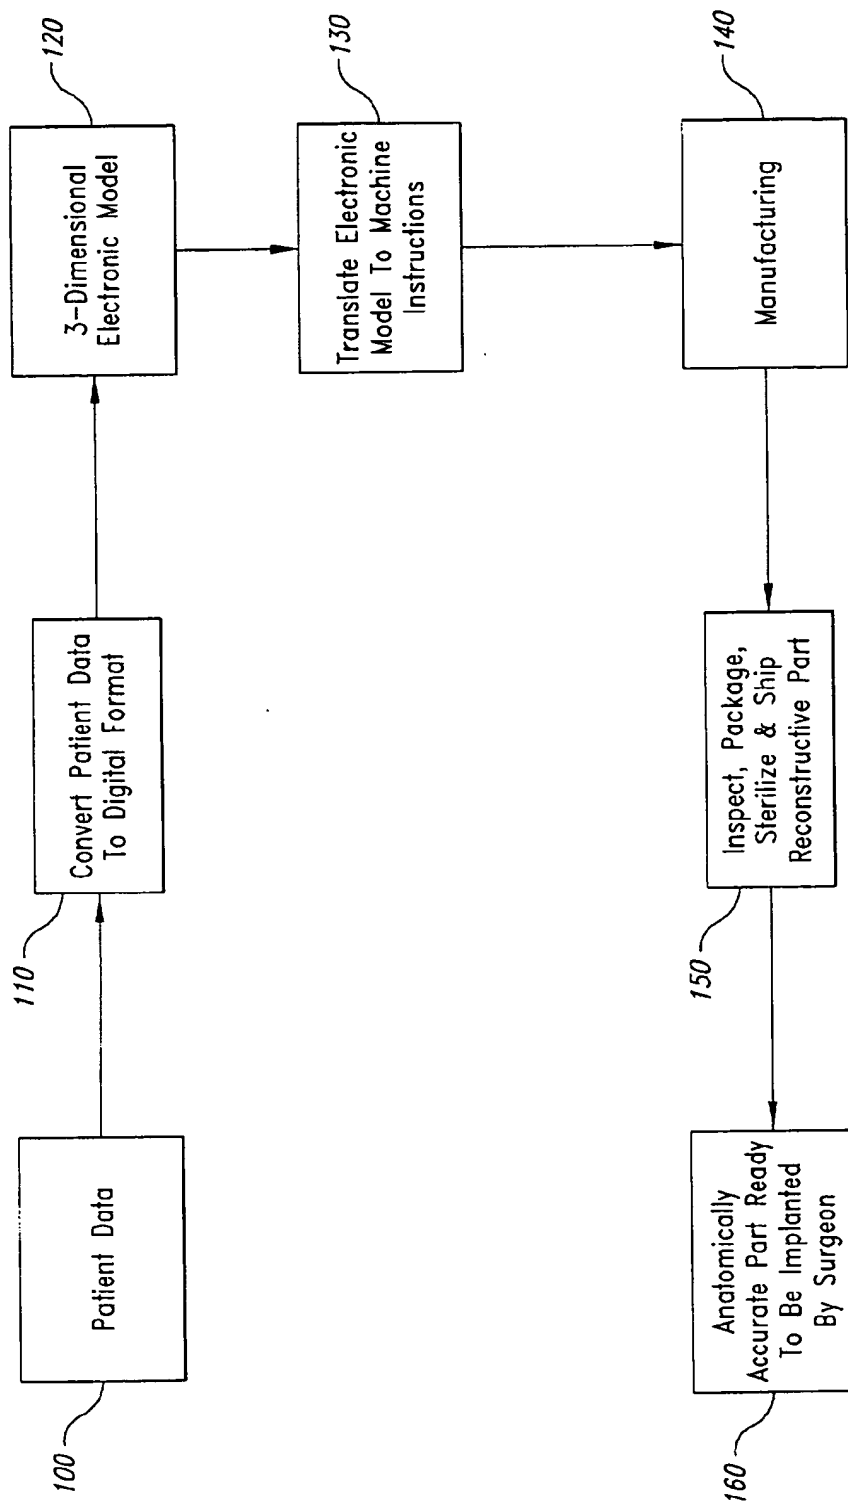 100
Patient Data
110
Convert Patient Data
To Digital Format
120
3-Dimensional
Electronic Model
130
Translate Electronic
Model To Machine
Instructions
140
Manufacturing
150
Inspect, Package,
Sterilize & Ship
Reconstructive Part
160
Anatomically
Accurate Part Ready
To Be Implanted
By Surgeon